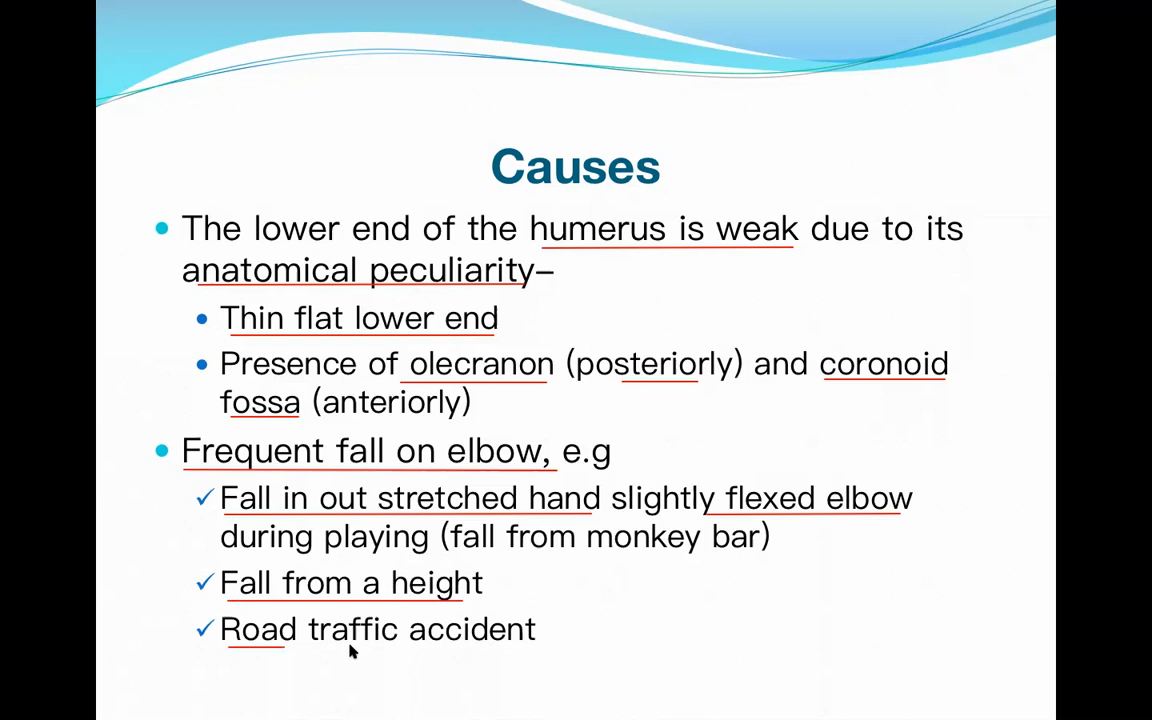 Causes
The lower end of the humerus is weak due to its
anatomical peculiarity–
Thin flat lower end
Presence of olecranon (posteriorly) and coronoid
fossa (anteriorly)
Frequent fall on elbow, e.g
Fall in out stretched hand slightly flexed elbow
during playing (fall from monkey bar)
Fall from a height
Road traffic accident